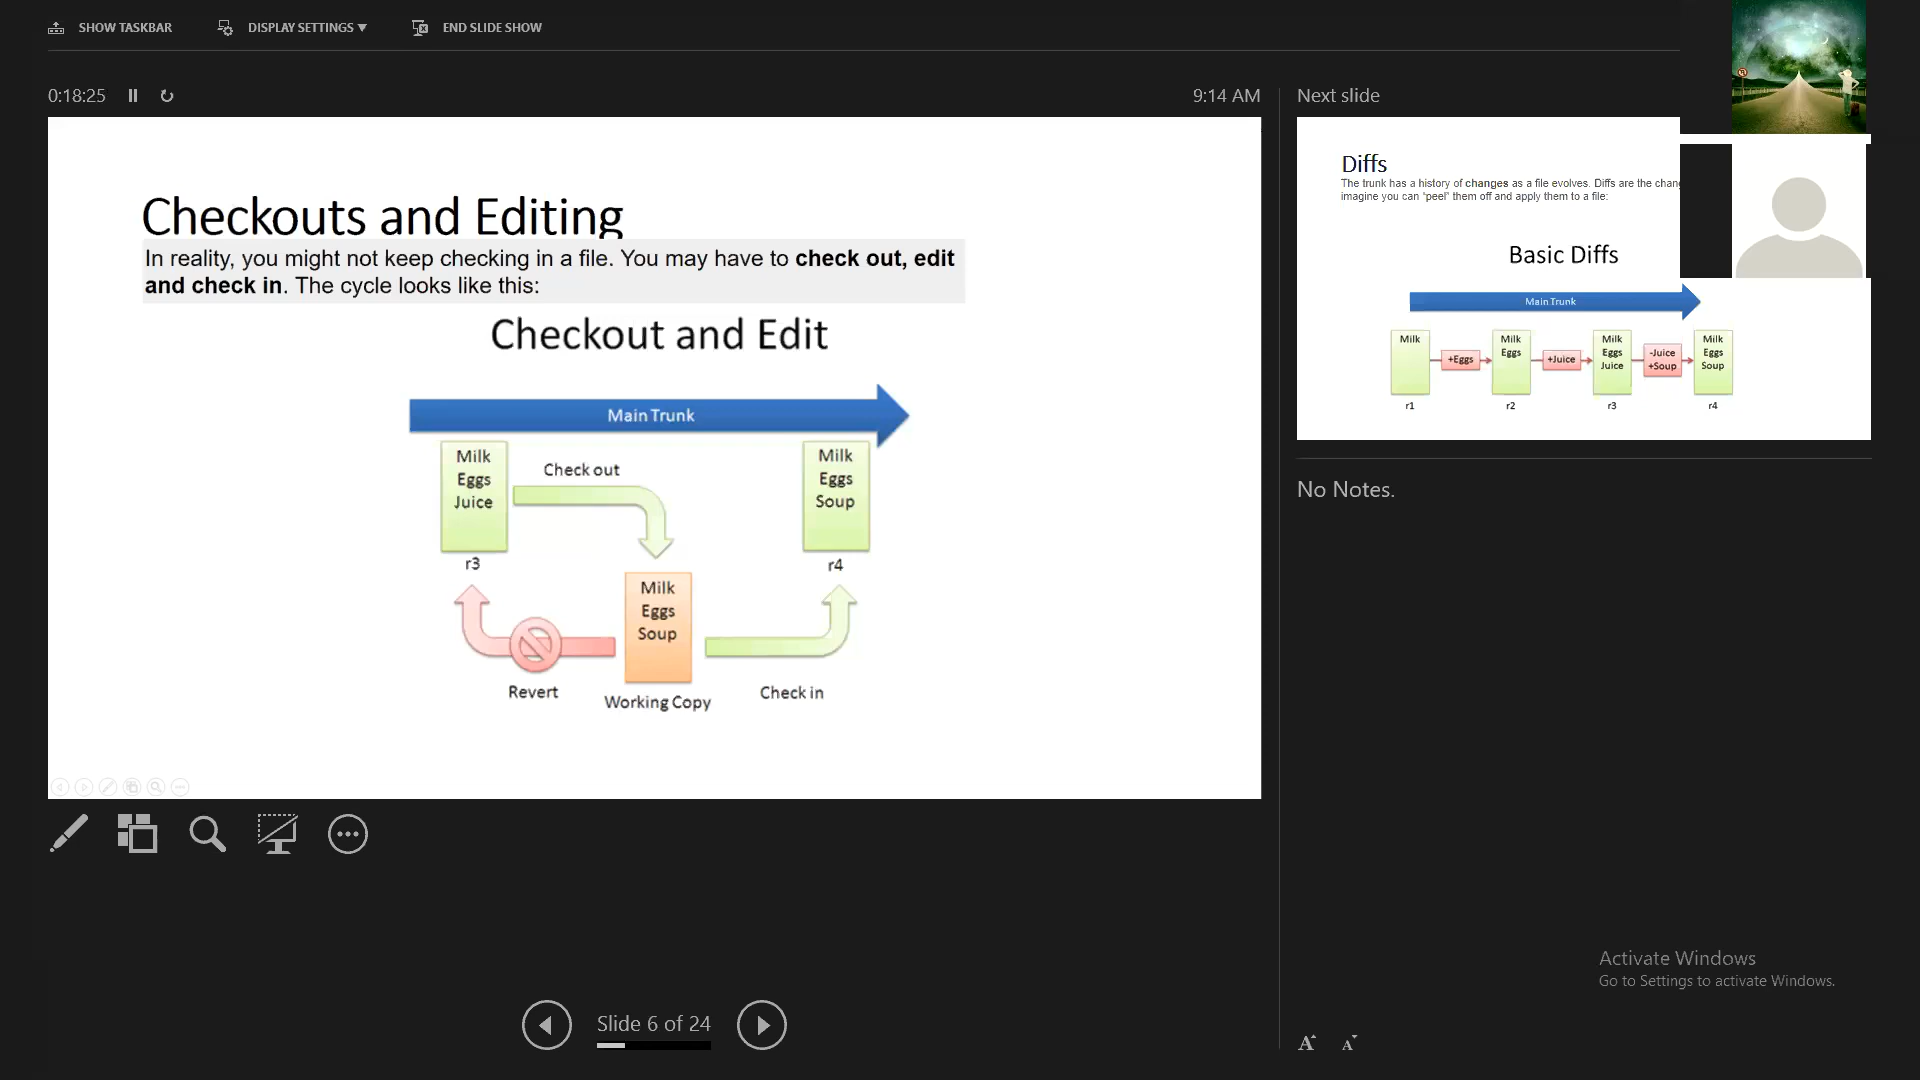 SHOW TASKBAR
DISPLAY SETTINGS ▼
END SLIDE SHOW
0:18:25
9:14 AM
Next slide
Checkouts and Editing
In reality, you might not keep checking in a file. You may have to check out, edit
and check in. The cycle looks like this:
Checkout and Edit
Main Trunk
Milk
Eggs
Juice
r3
Check out
Milk
Eggs
Soup
r4
Milk
Eggs
Soup
Revert
Working Copy
Check in
Diffs
The trunk has a history of changes as a file evolves. Diffs are the
imagine you can "peel" them off and apply them to a file:
Basic Diffs
Main Trunk
Milk
r1
+Eggs
Milk
Eggs
r2
+Juice
Milk
Eggs
Juice
r3
-Juice
+Soup
Milk
Eggs
Soup
r4
No Notes.
Activate Windows
Go to Settings to activate Windows.
Slide 6 of 24
A A